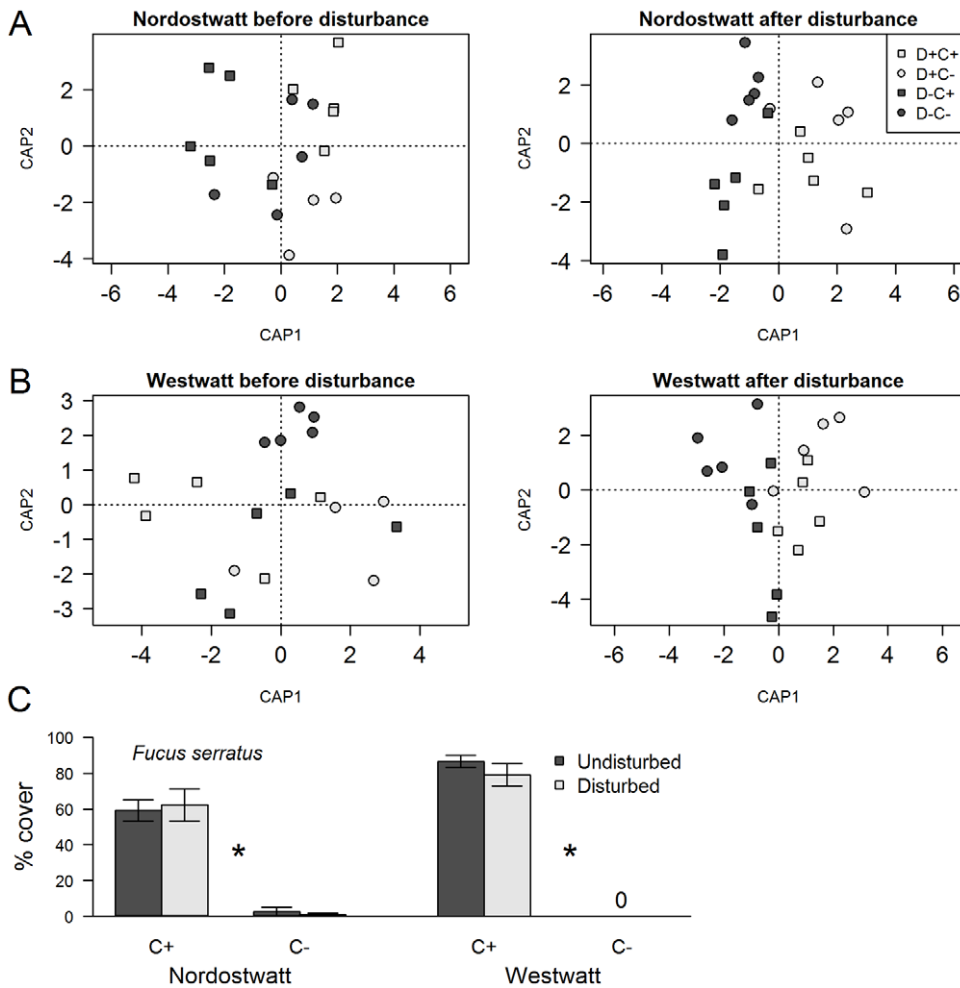 A
Nordostwatt before disturbance
CAP2
2
0
-2
-4
-6 -4 -2 0 2 4 6
CAP1
Nordostwatt after disturbance
D+C+
D+C-
D-C+
D-C-
CAP2
2
0
-2
-4
-6 -4 -2 0 2 4 6
CAP1
B
Westwatt before disturbance
CAP2
3
2
1
0
-1
-2
-3
-4 -2 0 2 4
CAP1
Westwatt after disturbance
CAP2
2
0
-2
-4
-6 -4 -2 0 2 4 6
CAP1
C
% cover
100
80
60
40
20
0
Fucus serratus
Undisturbed
Disturbed
* *
0
C+ C- C+ C-
Nordostwatt Westwatt